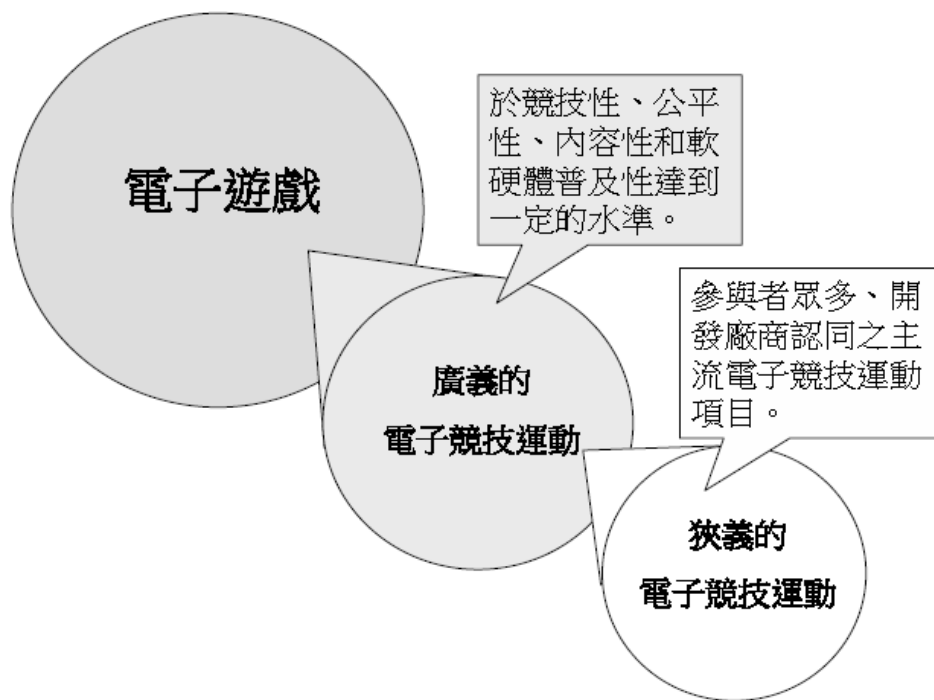 電子遊戲
於競技性、公平
性、內容性和軟
硬體普及性達到
一定的水準。
廣義的
電子競技運動
參與者眾多、開
發廠商認同之主
流電子競技運動
項目。
狹義的
電子競技運動